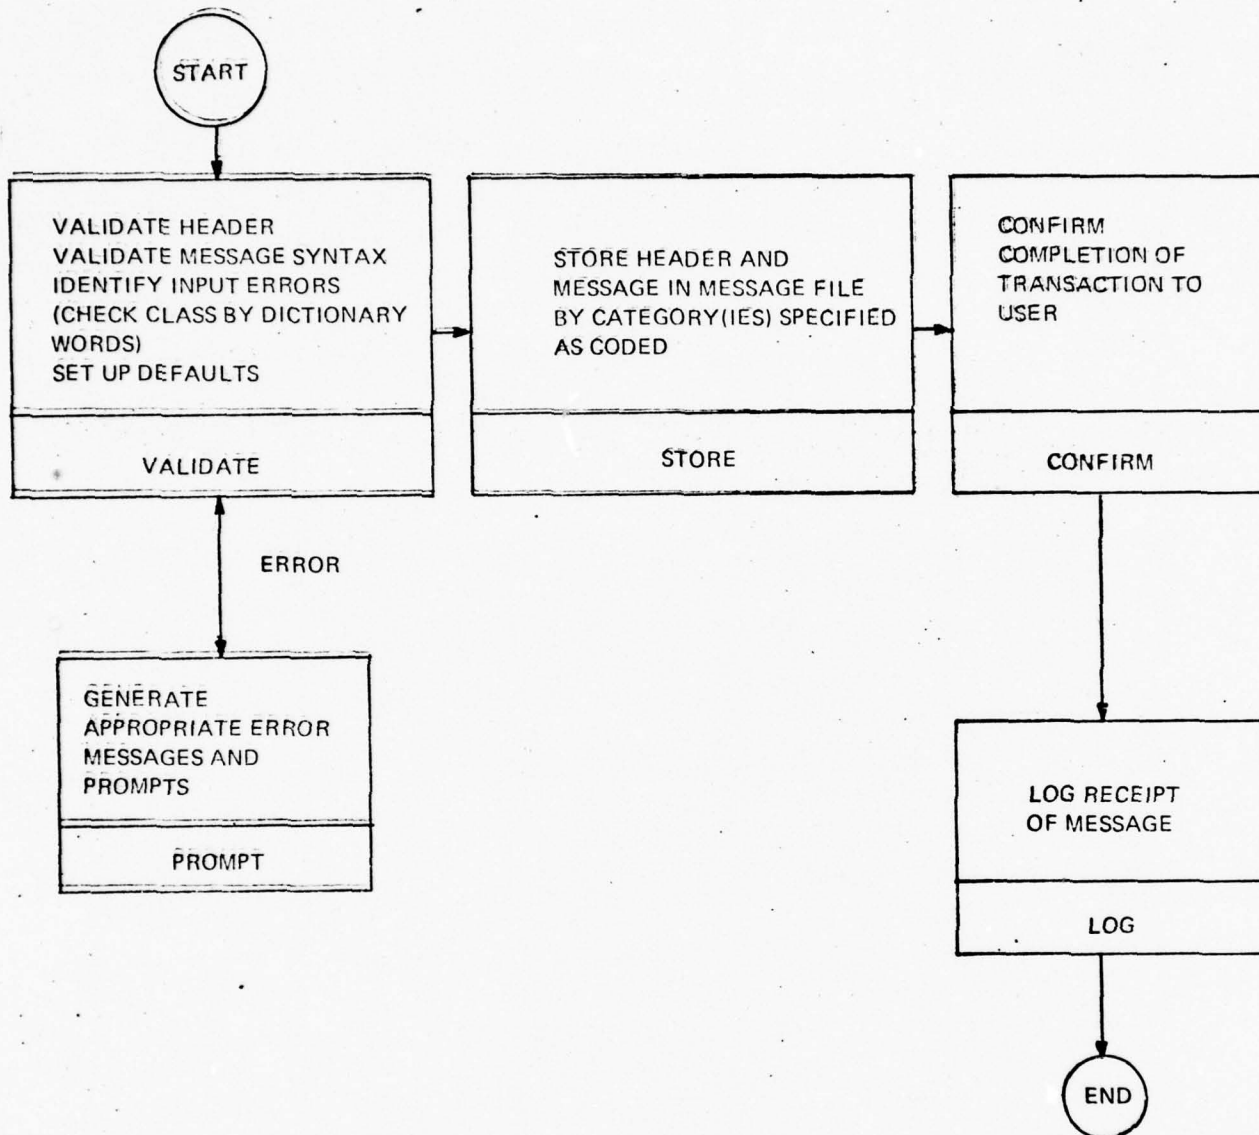 START
VALIDATE HEADER
VALIDATE MESSAGE SYNTAX
IDENTIFY INPUT ERRORS
(CHECK CLASS BY DICTIONARY
WORDS)
SET UP DEFAULTS
VALIDATE
STORE HEADER AND
MESSAGE IN MESSAGE FILE
BY CATEGORY(IES) SPECIFIED
AS CODED
STORE
CONFIRM
COMPLETION OF
TRANSACTION TO
USER
CONFIRM
ERROR
GENERATE
APPROPRIATE ERROR
MESSAGES AND
PROMPTS
PROMPT
LOG RECEIPT
OF MESSAGE
LOG
END